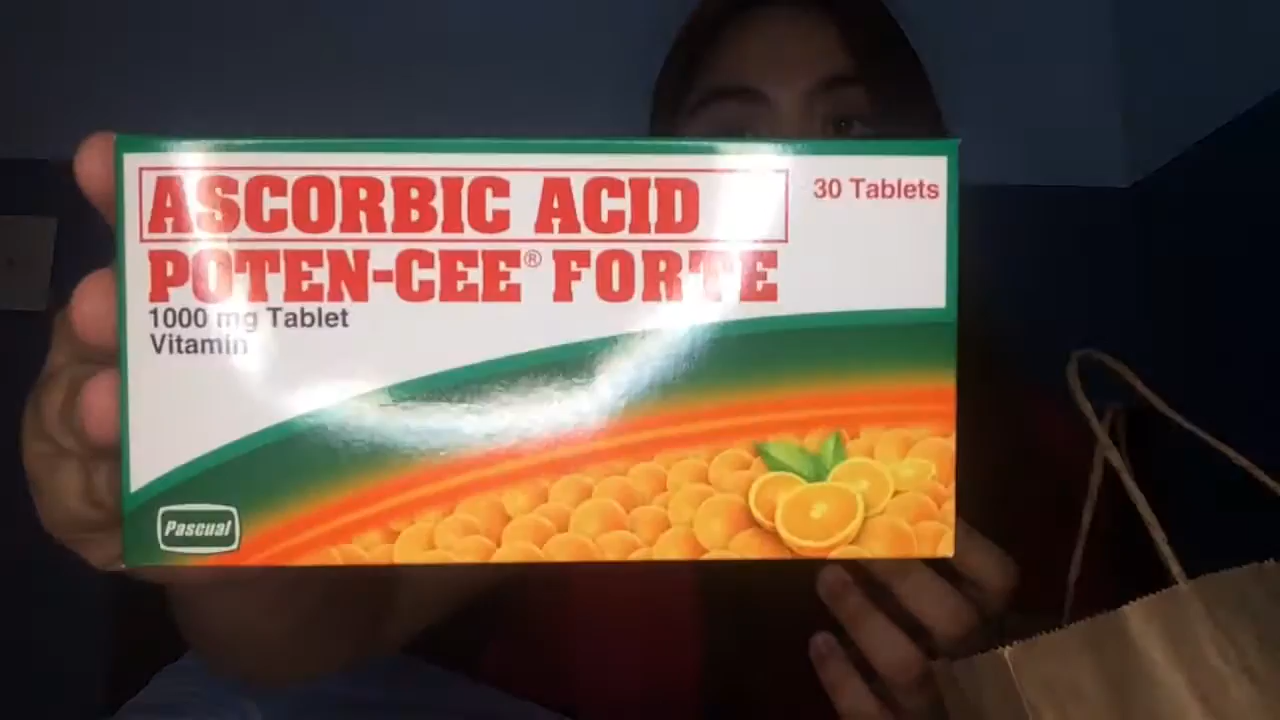 ASCORBIC ACID
30 Tablets
POTEN-CEE® FORTE
1000 mg Tablet
Vitamin
Pascual